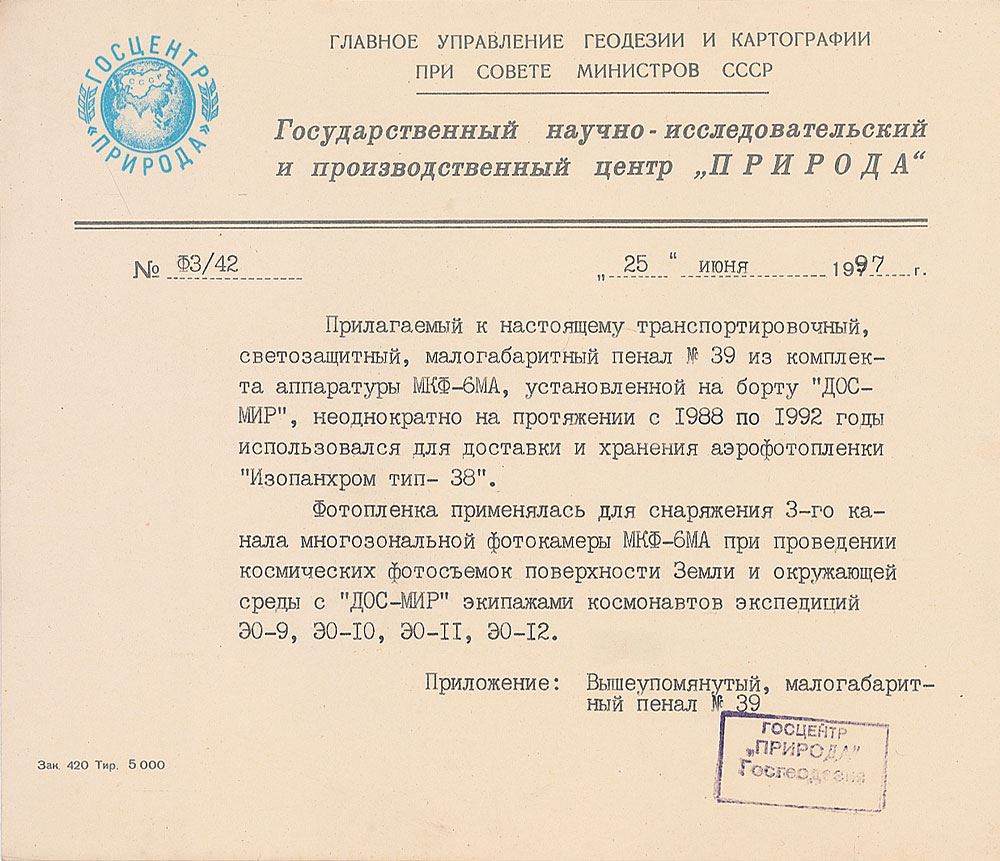 ГОСЦЕНТР
СССР
„ПРИРОДА"
ГЛАВНОЕ УПРАВЛЕНИЕ ГЕОДЕЗИИ И КАРТОГРАФИИ
ПРИ СОВЕТЕ МИНИСТРОВ СССР
Государственный научно-исследовательский
и производственный центр „ПРИРОДА“
№ ФЗ/42 „ 25 “ июня 1997 г.
Прилагаемый к настоящему транспортировочный,
светозащитный, малогабаритный пенал № 39 из комплек-
та аппаратуры МКФ-6МА, установленной на борту "ДОС-
МИР", неоднократно на протяжении с 1988 по 1992 годы
использовался для доставки и хранения аэрофотопленки
"Изопанхром тип- 38".
Фотопленка применялась для снаряжения 3-го ка-
нала многозональной фотокамеры МКФ-6МА при проведении
космических фотосъемок поверхности Земли и окружающей
среды с "ДОС-МИР" экипажами космонавтов экспедиций
ЭО-9, ЭО-10, ЭО-11, ЭО-12.
Приложение: Вышеупомянутый, малогабарит-
ный пенал № 39
ГОСЦЕНТР
„ПРИРОДА"
Госгеодезия
Зак. 420 Тир. 5000